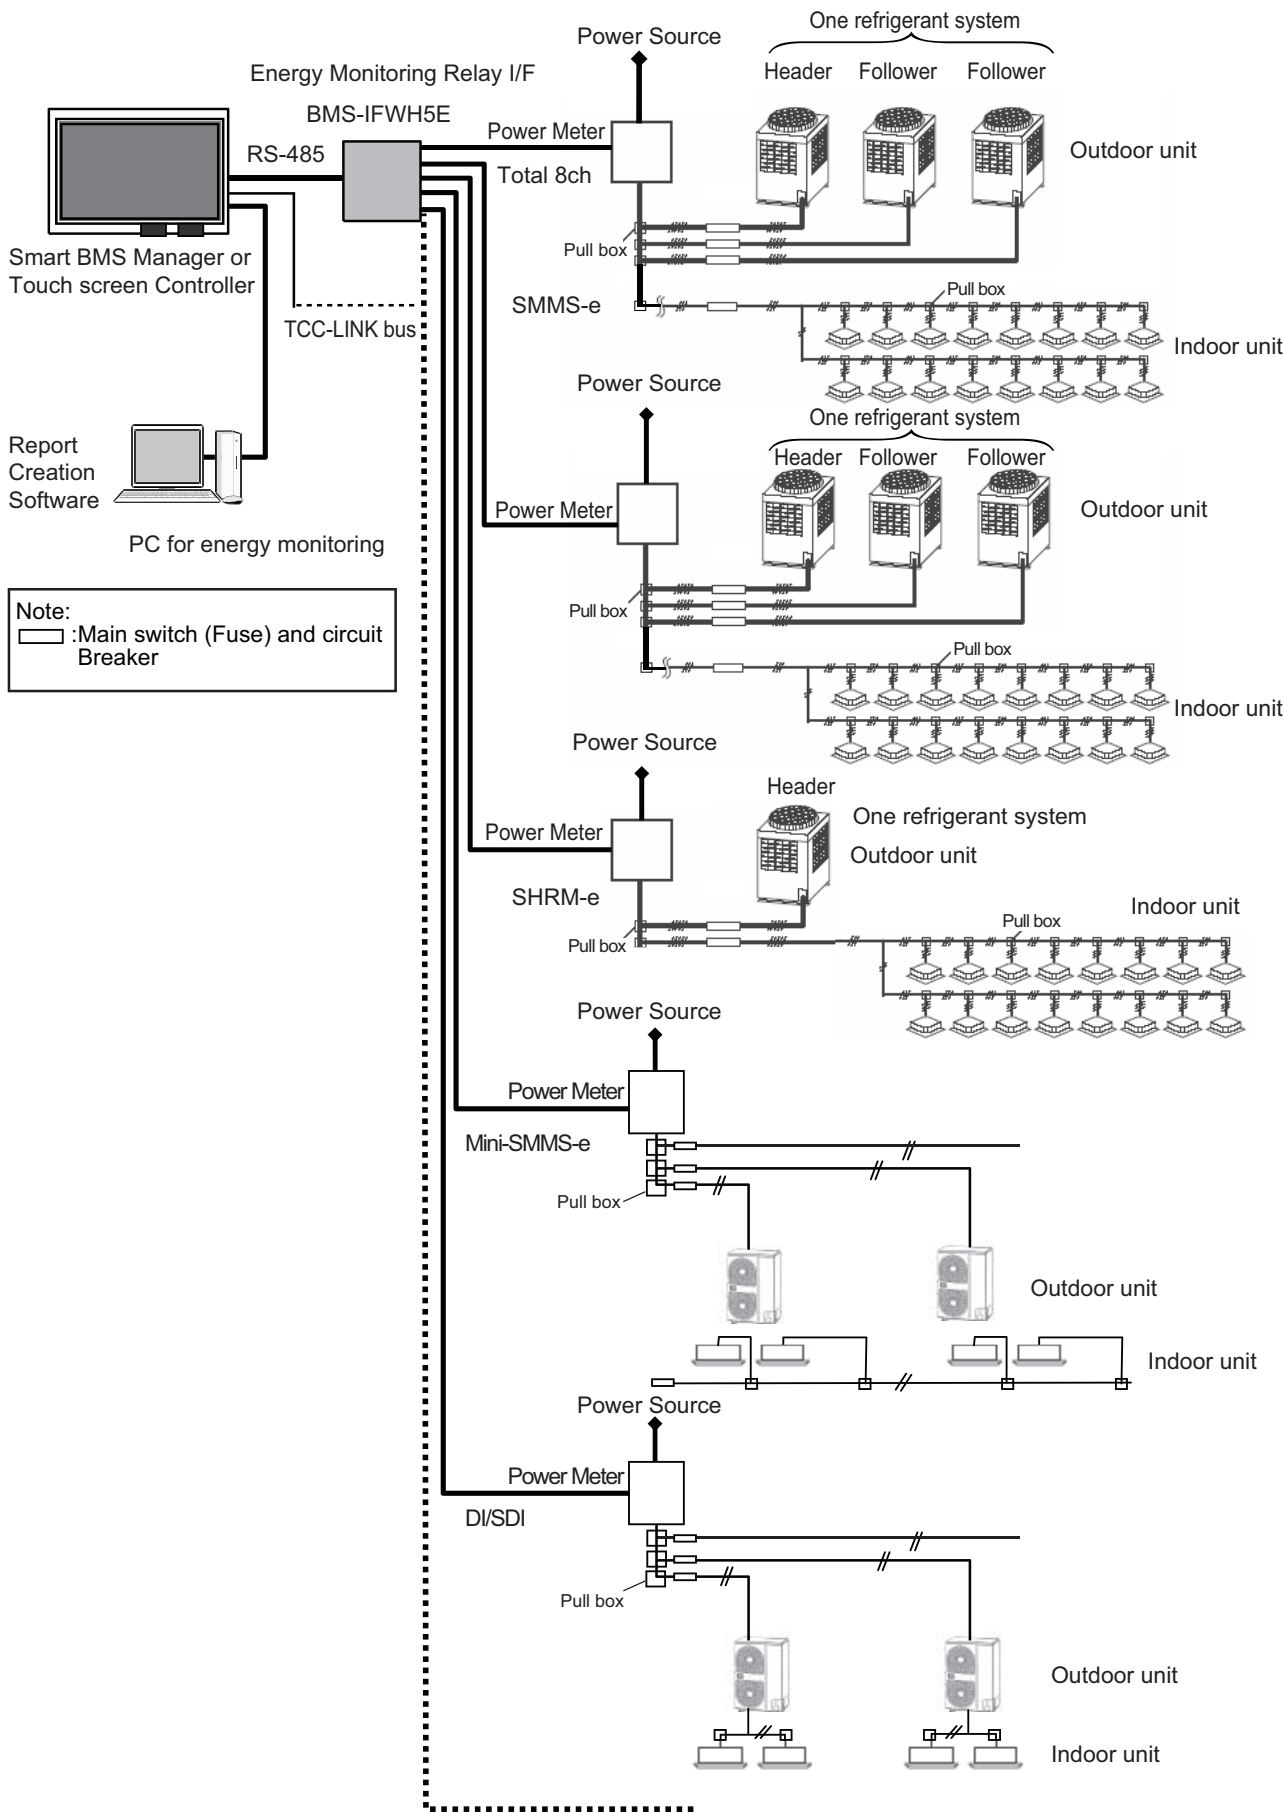 One refrigerant system
Power Source
Header Follower Follower
Energy Monitoring Relay I/F
BMS-IFWH5E
Power Meter
RS-485
Total 8ch
Outdoor unit
Pull box
Smart BMS Manager or
Touch screen Controller
SMMS-e
Pull box
TCC-LINK bus
Indoor unit
Power Source
One refrigerant system
Header Follower Follower
Report
Creation
Software
Power Meter
Outdoor unit
PC for energy monitoring
Pull box
Note:
:Main switch (Fuse) and circuit
Breaker
Pull box
Indoor unit
Power Source
Header
One refrigerant system
Power Meter
Outdoor unit
SHRM-e
Indoor unit
Pull box
Pull box
Power Source
Power Meter
Mini-SMMS-e
Pull box
Outdoor unit
Indoor unit
Power Source
Power Meter
DI/SDI
Pull box
Outdoor unit
Indoor unit